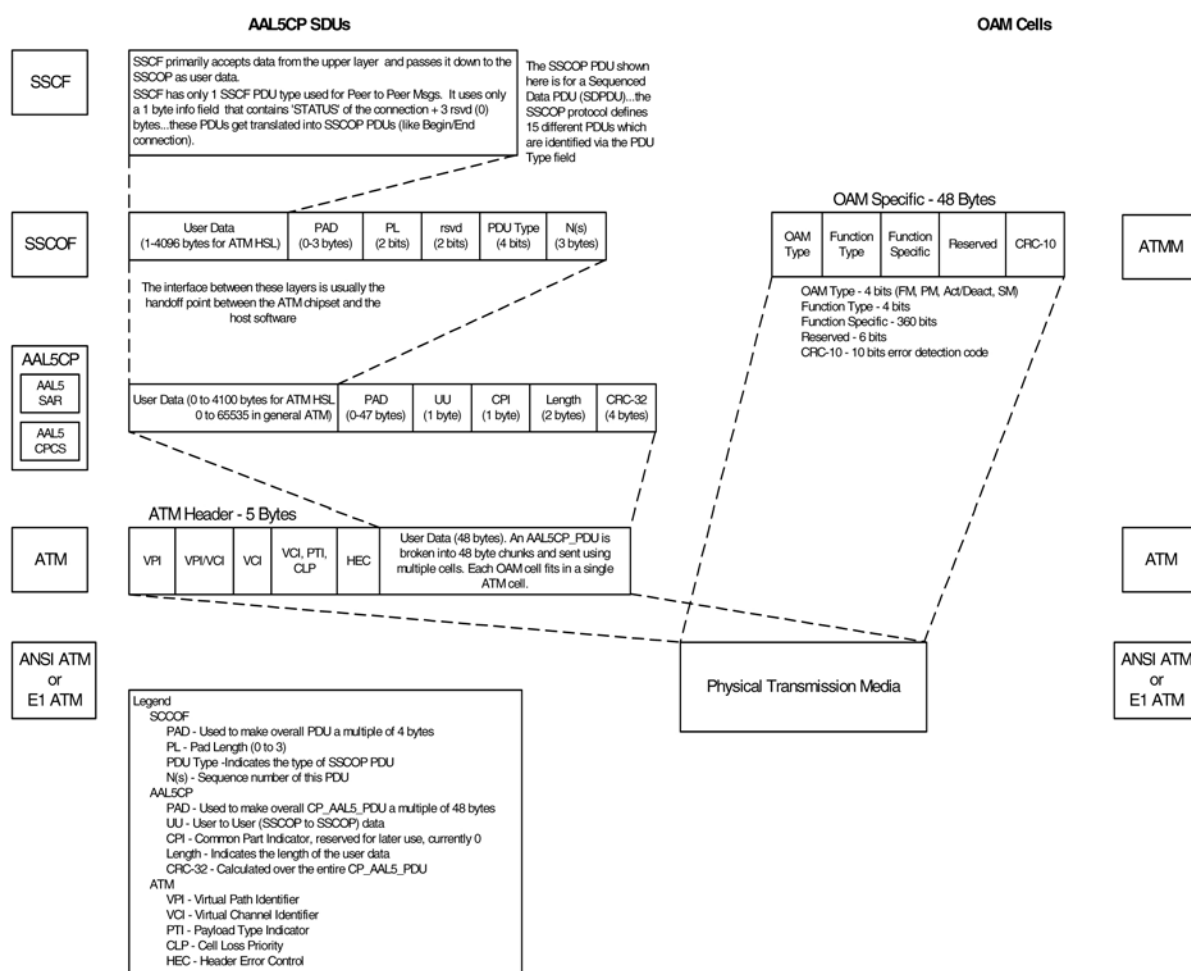 AAL5CP SDUs
OAM Cells
SSCF
SSCF primarily accepts data from the upper layer and passes it down to the
SSCOP as user data.
SSCF has only 1 SSCF PDU type used for Peer to Peer Msgs. It uses only
a 1 byte info field that contains 'STATUS' of the connection + 3 rsvd (0)
bytes...these PDUs get translated into SSCOP PDUs (like Begin/End
connection).
The SSCOP PDU shown
here is for a Sequenced
Data PDU (SDPDU)...the
SSCOP protocol defines
15 different PDUs which
are identified via the PDU
Type field
SSCOF
User Data
(1-4096 bytes for ATM HSL)
PAD
(0-3 bytes)
PL
(2 bits)
rsvd
(2 bits)
PDU Type
(4 bits)
N(s)
(3 bytes)
OAM Specific - 48 Bytes
OAM
Type
Function
Type
Function
Specific
Reserved
CRC-10
ATMM
The interface between these layers is usually the
handoff point between the ATM chipset and the
host software
OAM Type - 4 bits (FM, PM, Act/Deact, SM)
Function Type - 4 bits
Function Specific - 360 bits
Reserved - 6 bits
CRC-10 - 10 bits error detection code
AAL5CP
AAL5
SAR
AAL5
CPCS
User Data (0 to 4100 bytes for ATM HSL
0 to 65535 in general ATM)
PAD
(0-47 bytes)
UU
(1 byte)
CPI
(1 byte)
Length
(2 bytes)
CRC-32
(4 bytes)
ATM Header - 5 Bytes
ATM
VPI
VPI/VCI
VCI
VCI, PTI,
CLP
HEC
User Data (48 bytes). An AAL5CP_PDU is
broken into 48 byte chunks and sent using
multiple cells. Each OAM cell fits in a single
ATM cell.
ATM
ANSI ATM
or
E1 ATM
Physical Transmission Media
ANSI ATM
or
E1 ATM
Legend
SCCOF
PAD - Used to make overall PDU a multiple of 4 bytes
PL - Pad Length (0 to 3)
PDU Type -Indicates the type of SSCOP PDU
N(s) - Sequence number of this PDU
AAL5CP
PAD - Used to make overall CP_AAL5_PDU a multiple of 48 bytes
UU - User to User (SSCOP to SSCOP) data
CPI - Common Part Indicator, reserved for later use, currently 0
Length - Indicates the length of the user data
CRC-32 - Calculated over the entire CP_AAL5_PDU
ATM
VPI - Virtual Path Identifier
VCI - Virtual Channel Identifier
PTI - Payload Type Indicator
CLP - Cell Loss Priority
HEC - Header Error Control